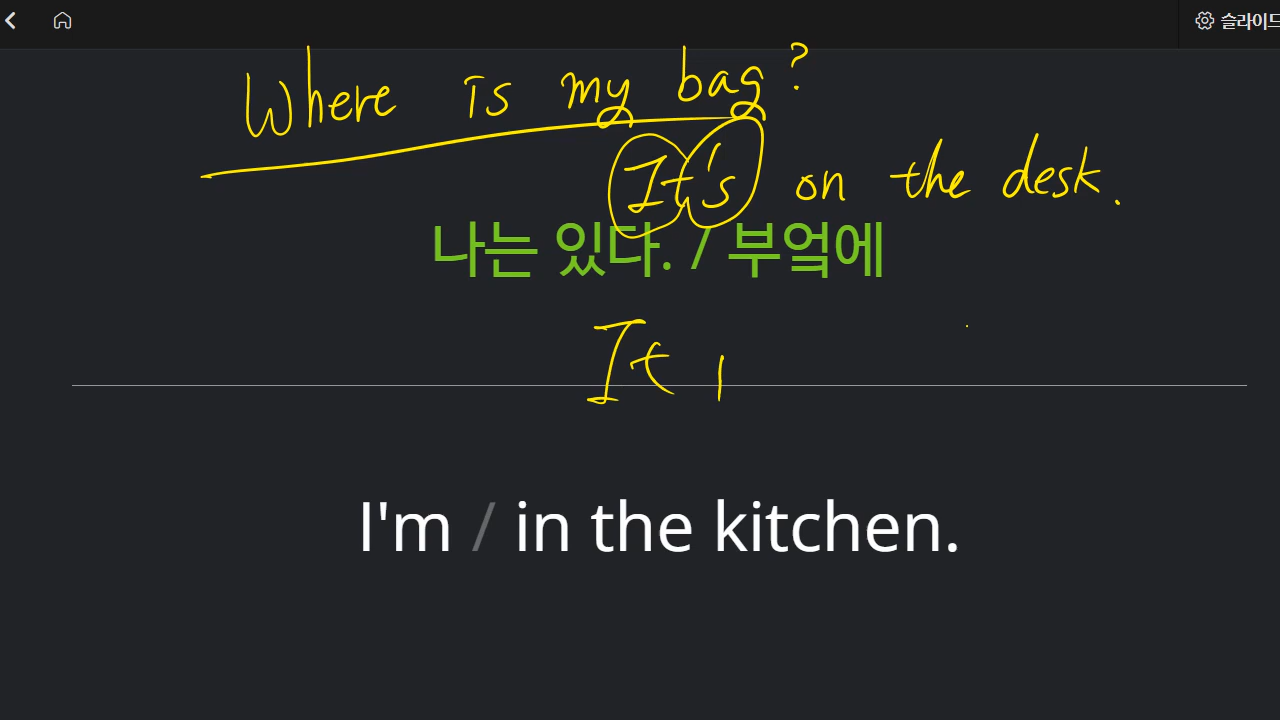 슬라이드
Where is my bag?
It's on the desk.
나는 있다. / 부엌에
It
I'm / in the kitchen.